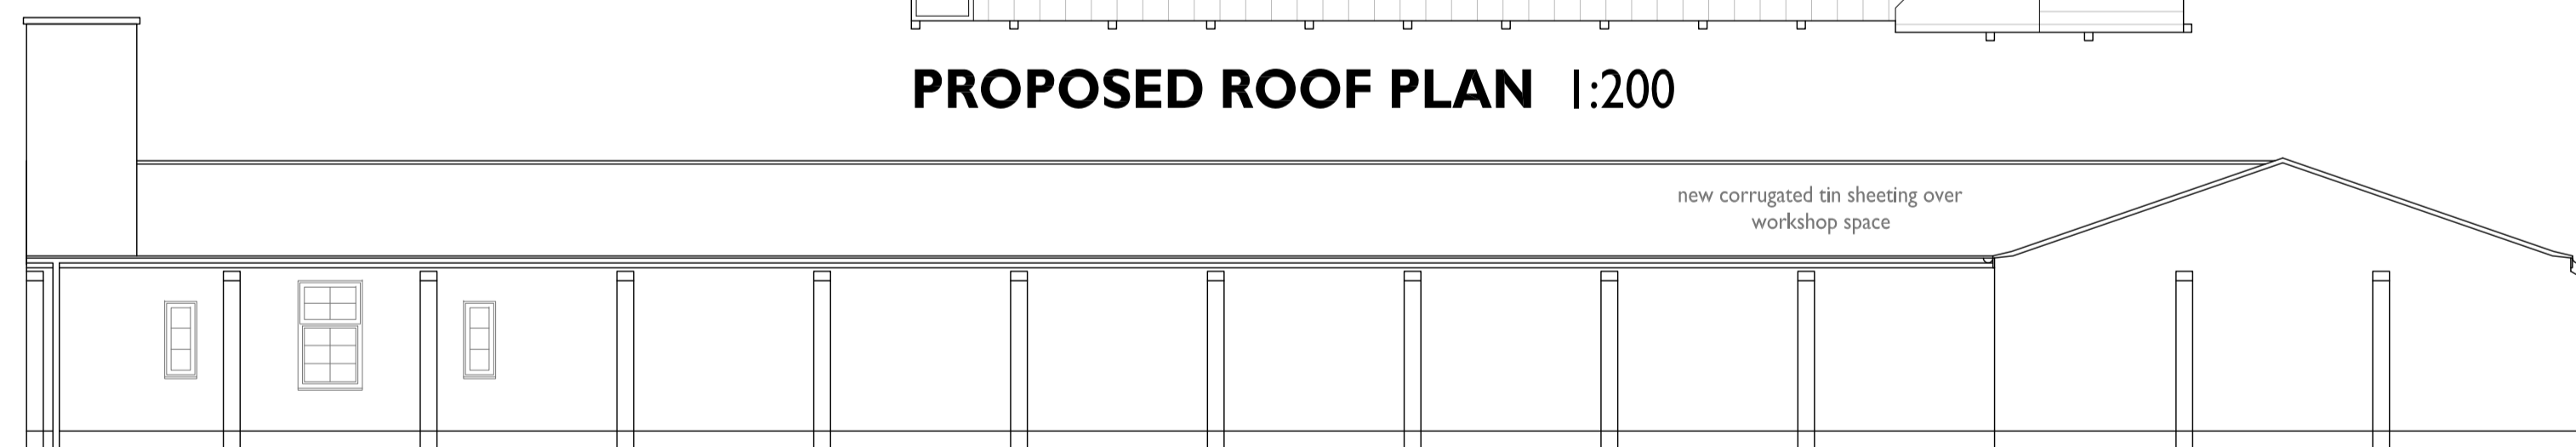 PROPOSED ROOF PLAN 1:200
new corrugated tin sheeting over
workshop space